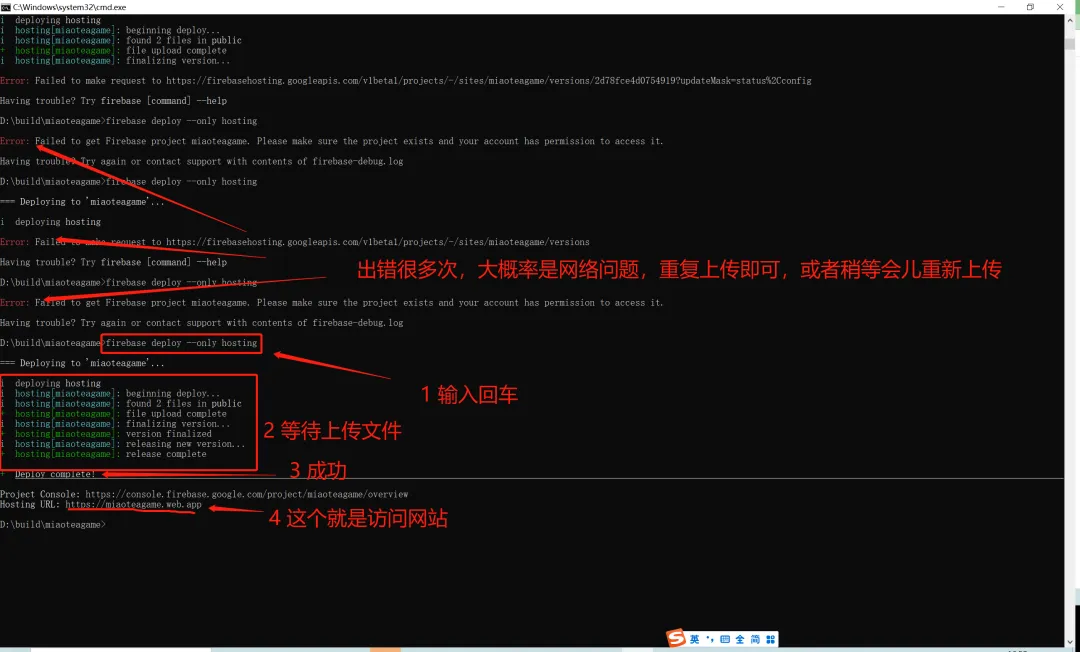 C:\Windows\system32\cmd.exe
i  deploying hosting
i  hosting[miaoteagame]: beginning deploy...
i  hosting[miaoteagame]: found 2 files in public
+  hosting[miaoteagame]: file upload complete
i  hosting[miaoteagame]: finalizing version...
Error: Failed to make request to https://firebasehosting.googleapis.com/v1beta1/projects/-/sites/miaoteagame/versions/2d78fce4d0754919?updateMask=status%2Cconfig
Having trouble? Try firebase [command] --help
D:\build\miaoteagame>firebase deploy --only hosting
Error: Failed to get Firebase project miaoteagame. Please make sure the project exists and your account has permission to access it.
Having trouble? Try again or contact support with contents of firebase-debug.log
D:\build\miaoteagame>firebase deploy --only hosting
=== Deploying to 'miaoteagame'...
i  deploying hosting
Error: Failed to make request to https://firebasehosting.googleapis.com/v1beta1/projects/-/sites/miaoteagame/versions
Having trouble? Try firebase [command] --help
出错很多次，大概率是网络问题，重复上传即可，或者稍等会儿重新上传
D:\build\miaoteagame>firebase deploy --only hosting
Error: Failed to get Firebase project miaoteagame. Please make sure the project exists and your account has permission to access it.
Having trouble? Try again or contact support with contents of firebase-debug.log
D:\build\miaoteagame>firebase deploy --only hosting
=== Deploying to 'miaoteagame'...
1 输入回车
i  deploying hosting
i  hosting[miaoteagame]: beginning deploy...
i  hosting[miaoteagame]: found 2 files in public
+  hosting[miaoteagame]: file upload complete
i  hosting[miaoteagame]: finalizing version...
+  hosting[miaoteagame]: version finalized
i  hosting[miaoteagame]: releasing new version...
+  hosting[miaoteagame]: release complete
2 等待上传文件
+  Deploy complete!
3 成功
Project Console: https://console.firebase.google.com/project/miaoteagame/overview
Hosting URL: https://miaoteagame.web.app
4 这个就是访问网站
D:\build\miaoteagame>
S 英 全 简